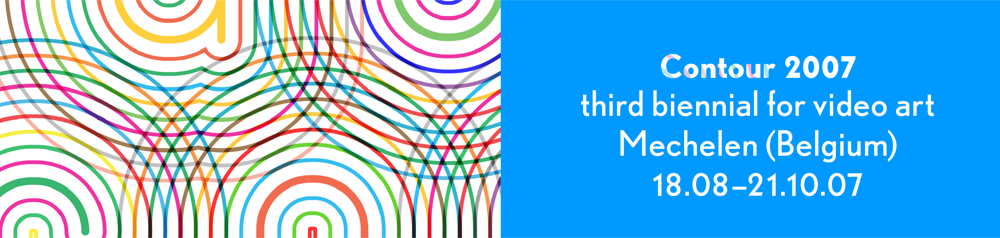 Contour 2007
third biennial for video art
Mechelen (Belgium)
18.08–21.10.07